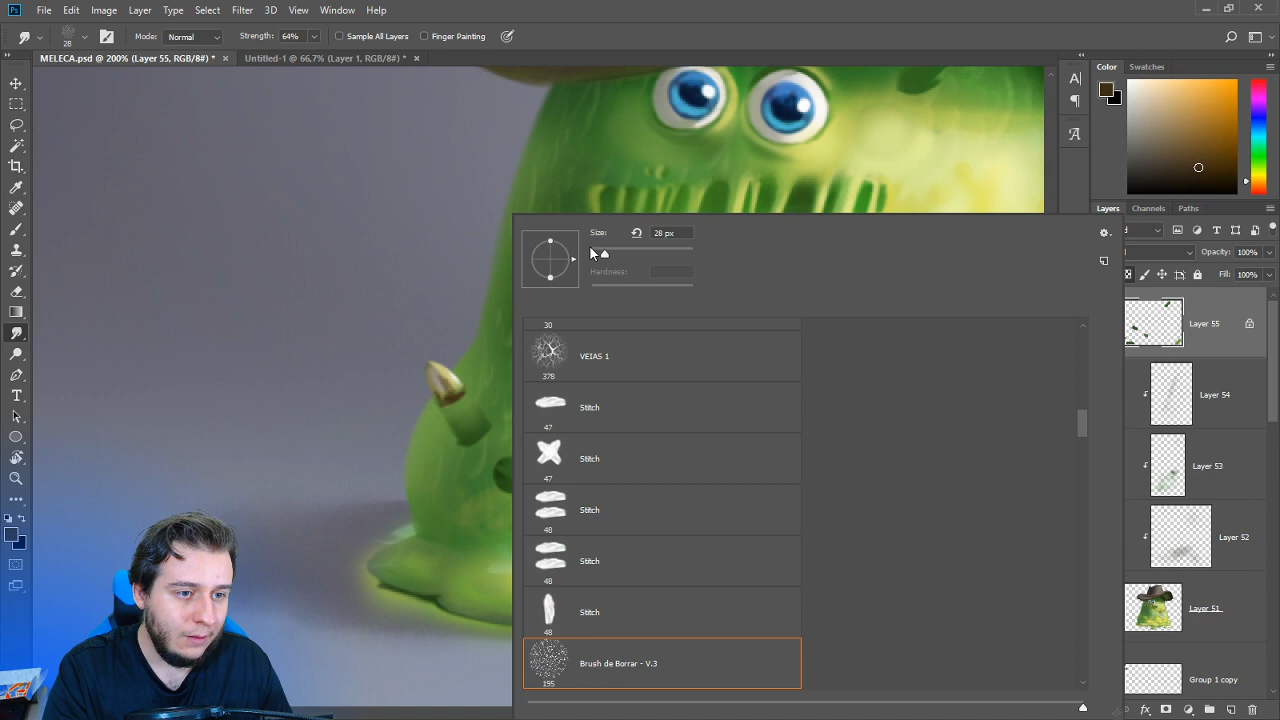 Ps File Edit Image Layer Type Select Filter 3D View Window Help
28 Mode: Normal Strength: 64% Sample All Layers Finger Painting
MELECA.psd @ 200% (Layer 55, RGB/8#) * × Untitled-1 @ 66,7% (Layer 1, RGB/8#) * ×
Color Swatches
Layers Channels Paths
Opacity: 100%
Fill: 100%
Layer 55
Layer 54
Layer 53
Layer 52
Layer 51
Group 1 copy
Size: 28 px
Hardness:
30
VEIAS 1
378
Stitch
47
Stitch
47
Stitch
48
Stitch
48
Stitch
48
Brush de Borrar - V.3
195